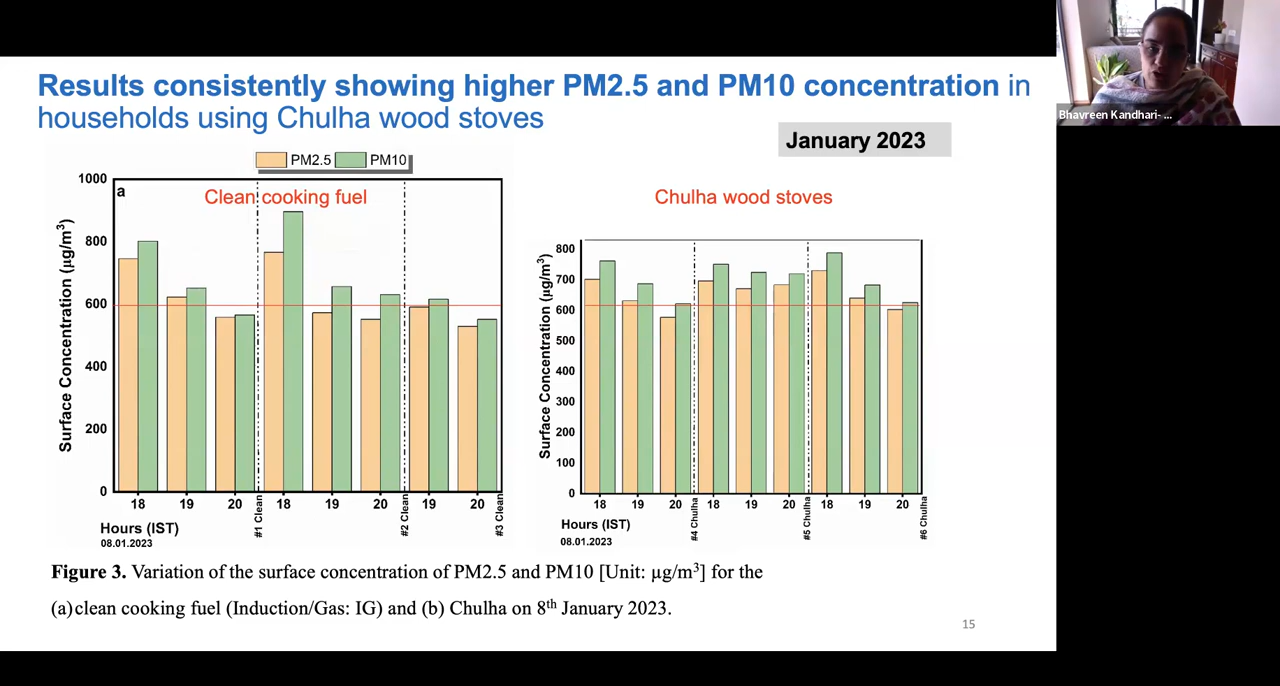 Results consistently showing higher PM2.5 and PM10 concentration in
households using Chulha wood stoves
Bhavreen Kandhari- ...
January 2023
PM2.5 PM10
a
Clean cooking fuel
Surface Concentration (µg/m³)
1000
800
600
400
200
0
18 19 20 18 19 20 19 20
#1 Clean
#2 Clean
#3 Clean
Hours (IST)
08.01.2023
Chulha wood stoves
Surface Concentration (µg/m³)
800
700
600
500
400
300
200
100
0
18 19 20 18 19 20 18 19 20
#4 Chulha
#5 Chulha
#6 Chulha
Hours (IST)
08.01.2023
Figure 3. Variation of the surface concentration of PM2.5 and PM10 [Unit: µg/m³] for the
(a) clean cooking fuel (Induction/Gas: IG) and (b) Chulha on 8th January 2023.
15